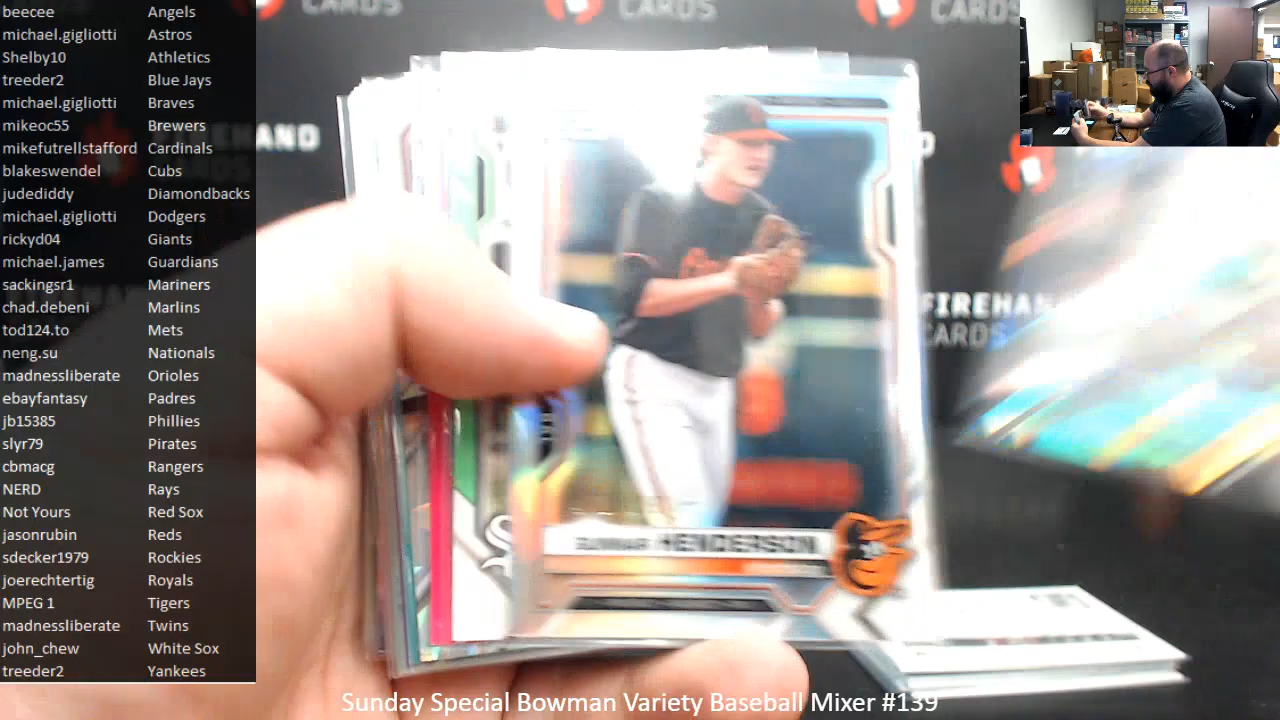 beecee Angels
michael.gigliotti Astros
Shelby10 Athletics
treeder2 Blue Jays
michael.gigliotti Braves
mikeoc55 Brewers
mikefutrellstafford Cardinals
blakeswendel Cubs
judediddy Diamondbacks
michael.gigliotti Dodgers
rickyd04 Giants
michael.james Guardians
sackingsr1 Mariners
chad.debeni Marlins
tod124.to Mets
neng.su Nationals
madnessliberate Orioles
ebayfantasy Padres
jb15385 Phillies
slyr79 Pirates
cbmacg Rangers
NERD Rays
Not Yours Red Sox
jasonrubin Reds
sdecker1979 Rockies
joerechtertig Royals
MPEG 1 Tigers
madnessliberate Twins
john_chew White Sox
treeder2 Yankees
CARDS
CARDS
CARDS
FIREHAND
CARDS
HENDERSON
Sunday Special Bowman Variety Baseball Mixer #139